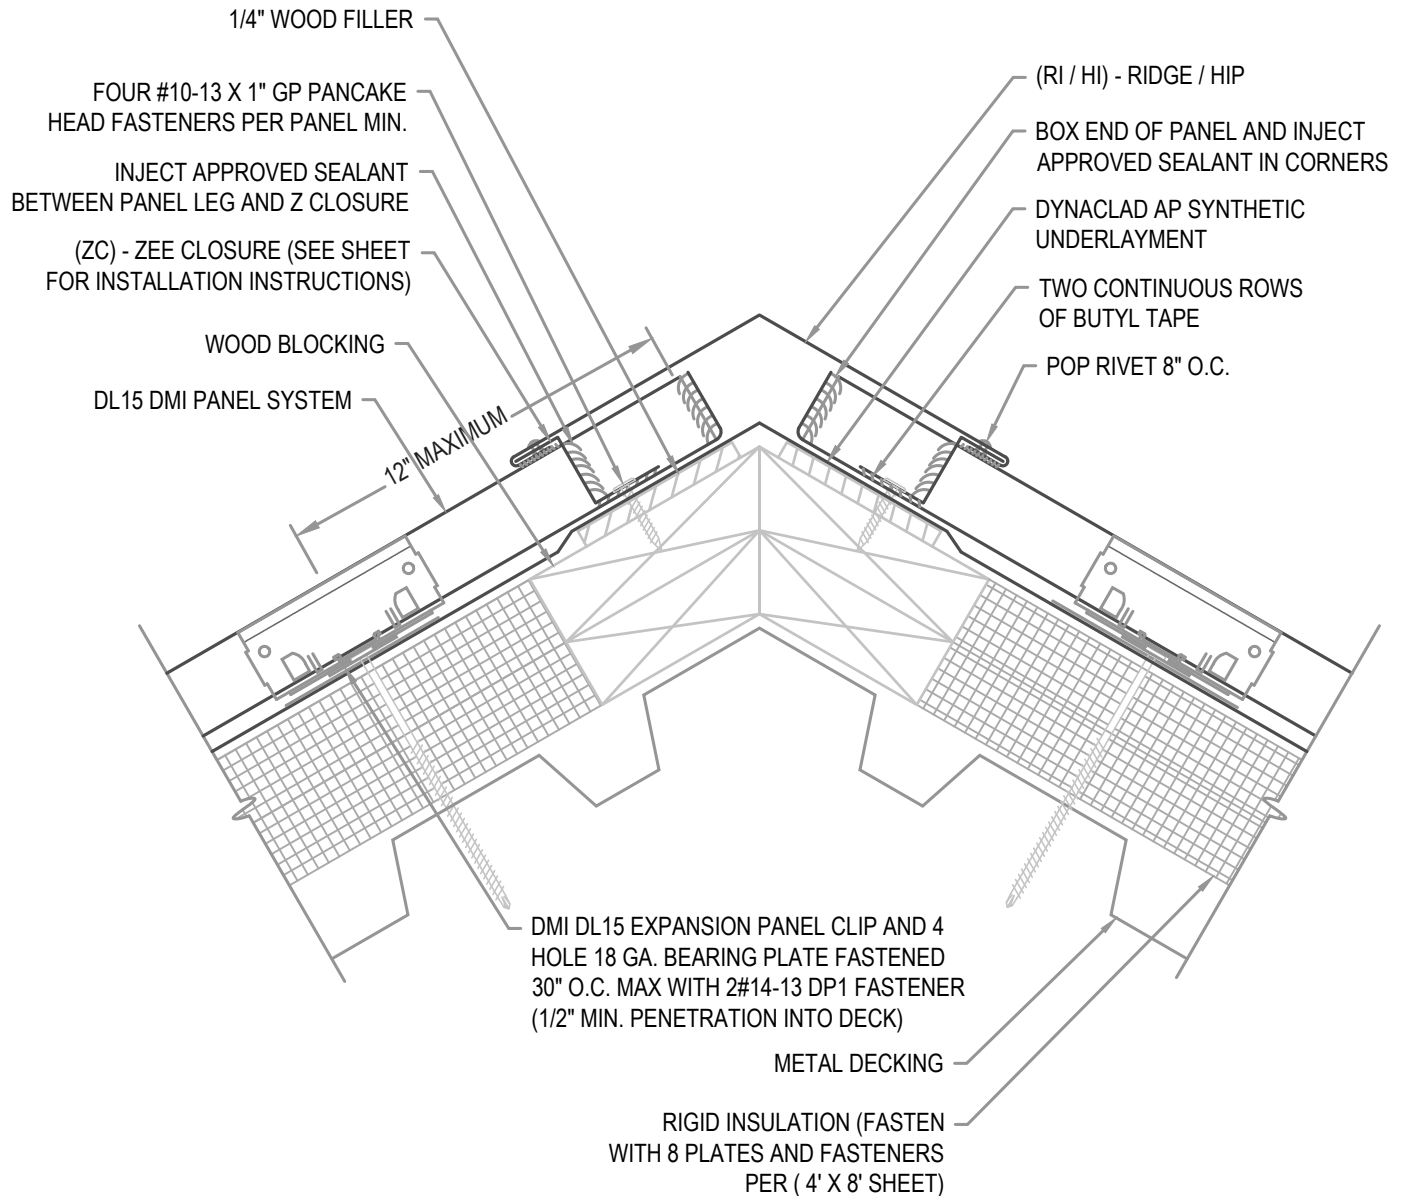 1/4" WOOD FILLER
FOUR #10-13 X 1" GP PANCAKE
HEAD FASTENERS PER PANEL MIN.
INJECT APPROVED SEALANT
BETWEEN PANEL LEG AND Z CLOSURE
(ZC) - ZEE CLOSURE (SEE SHEET
FOR INSTALLATION INSTRUCTIONS)
WOOD BLOCKING
DL15 DMI PANEL SYSTEM
12" MAXIMUM
(RI / HI) - RIDGE / HIP
BOX END OF PANEL AND INJECT
APPROVED SEALANT IN CORNERS
DYNACLAD AP SYNTHETIC
UNDERLAYMENT
TWO CONTINUOUS ROWS
OF BUTYL TAPE
POP RIVET 8" O.C.
DMI DL15 EXPANSION PANEL CLIP AND 4
HOLE 18 GA. BEARING PLATE FASTENED
30" O.C. MAX WITH 2#14-13 DP1 FASTENER
(1/2" MIN. PENETRATION INTO DECK)
METAL DECKING
RIGID INSULATION (FASTEN
WITH 8 PLATES AND FASTENERS
PER ( 4' X 8' SHEET)